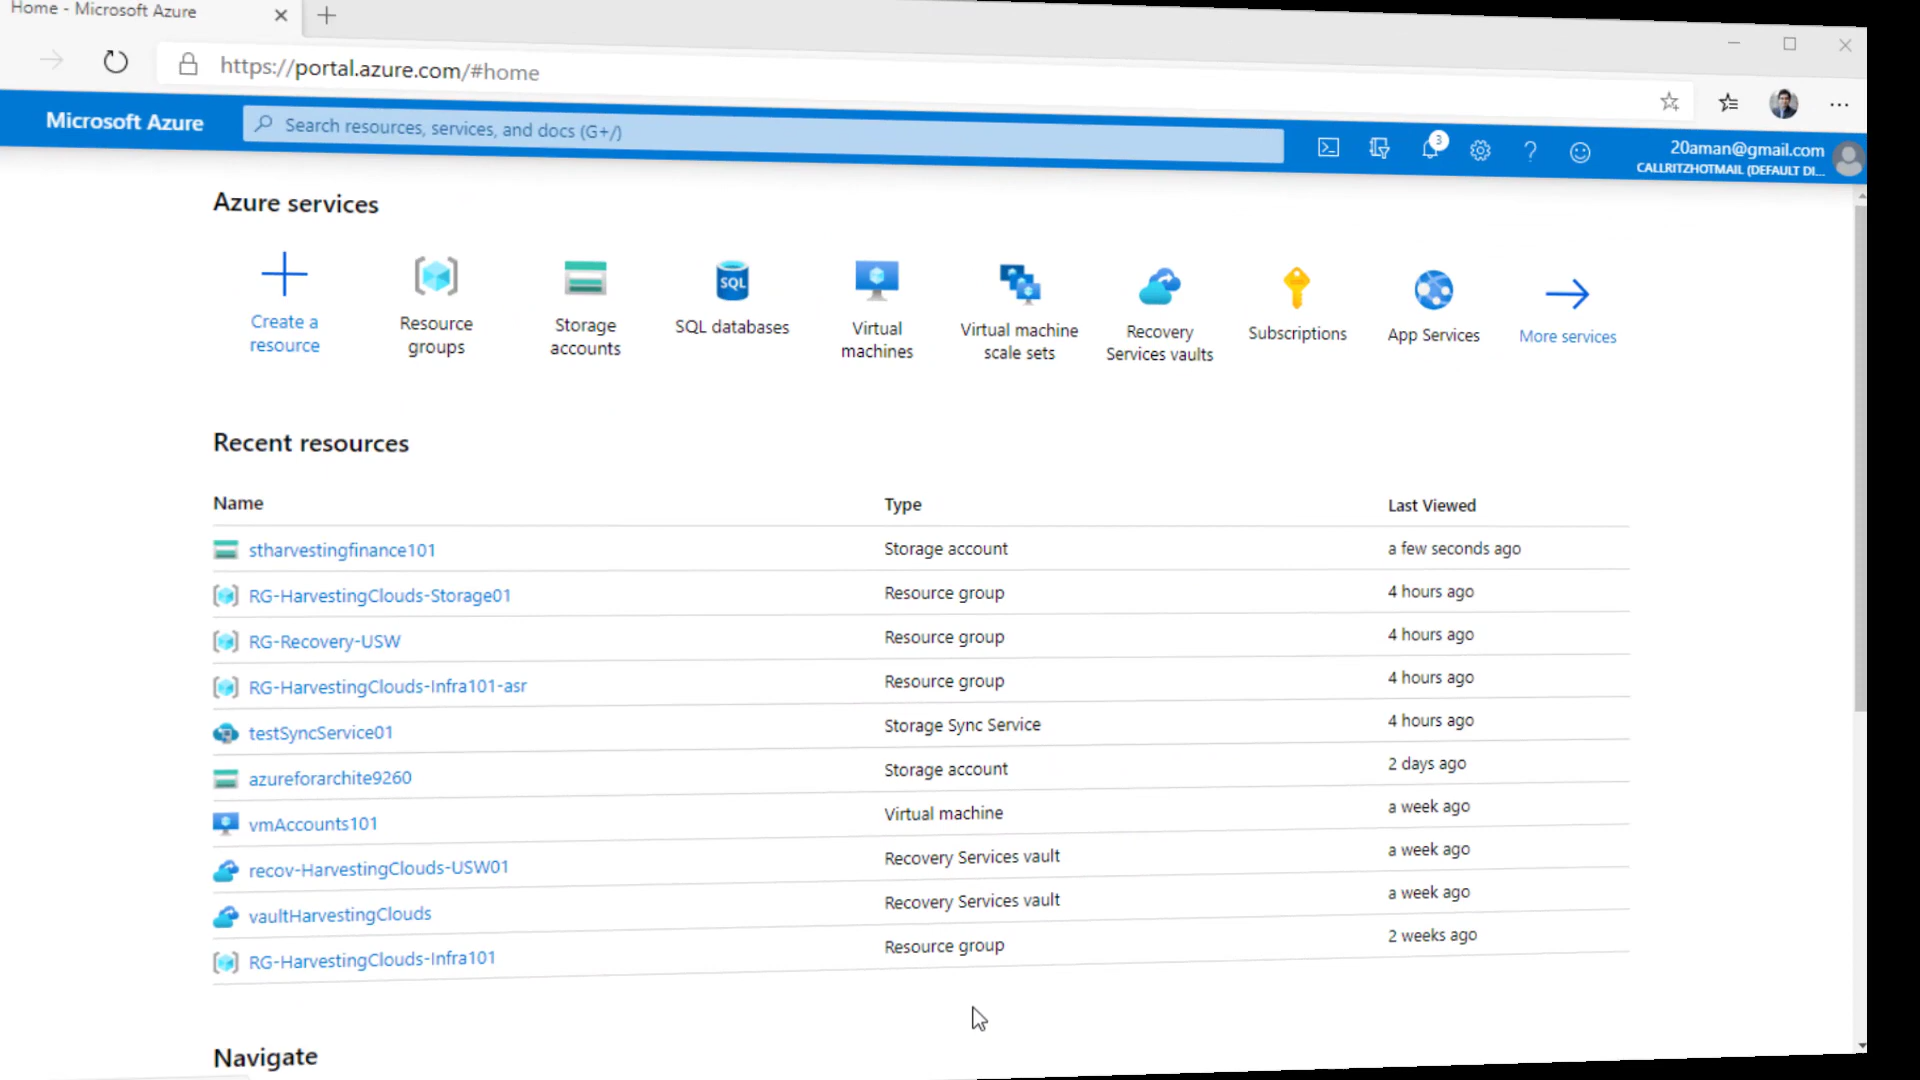 Home - Microsoft Azure
https://portal.azure.com/#home
Microsoft Azure
Search resources, services, and docs (G+/)
3
20aman@gmail.com
CALLRITZHOTMAIL (DEFAULT DI...
Azure services
Create a
resource
Resource
groups
Storage
accounts
SQL
SQL databases
Virtual
machines
Virtual machine
scale sets
Recovery
Services vaults
Subscriptions
App Services
More services
Recent resources
Name Type Last Viewed
stharvestingfinance101 Storage account a few seconds ago
RG-HarvestingClouds-Storage01 Resource group 4 hours ago
RG-Recovery-USW Resource group 4 hours ago
RG-HarvestingClouds-Infra101-asr Resource group 4 hours ago
testSyncService01 Storage Sync Service 4 hours ago
azureforarchite9260 Storage account 2 days ago
vmAccounts101 Virtual machine a week ago
recov-HarvestingClouds-USW01 Recovery Services vault a week ago
vaultHarvestingClouds Recovery Services vault a week ago
RG-HarvestingClouds-Infra101 Resource group 2 weeks ago
Navigate